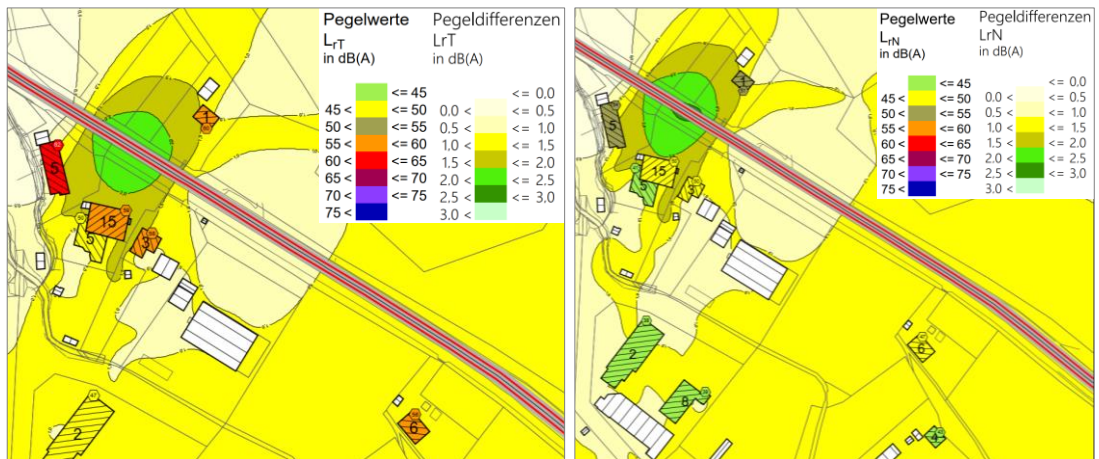 Pegelwerte
LrT
in dB(A)
<= 45
45 < <= 50
50 < <= 55
55 < <= 60
60 < <= 65
65 < <= 70
70 < <= 75
75 <
Pegeldifferenzen
LrT
in dB(A)
<= 0.0
0.0 < <= 0.5
0.5 < <= 1.0
1.0 < <= 1.5
1.5 < <= 2.0
2.0 < <= 2.5
2.5 < <= 3.0
3.0 <
1
5
15
5
3
2
6
Pegelwerte
LrN
in dB(A)
<= 45
45 < <= 50
50 < <= 55
55 < <= 60
60 < <= 65
65 < <= 70
70 < <= 75
75 <
Pegeldifferenzen
LrN
in dB(A)
<= 0.0
0.0 < <= 0.5
0.5 < <= 1.0
1.0 < <= 1.5
1.5 < <= 2.0
2.0 < <= 2.5
2.5 < <= 3.0
3.0 <
1
5
15
5
3
2
8
6
4